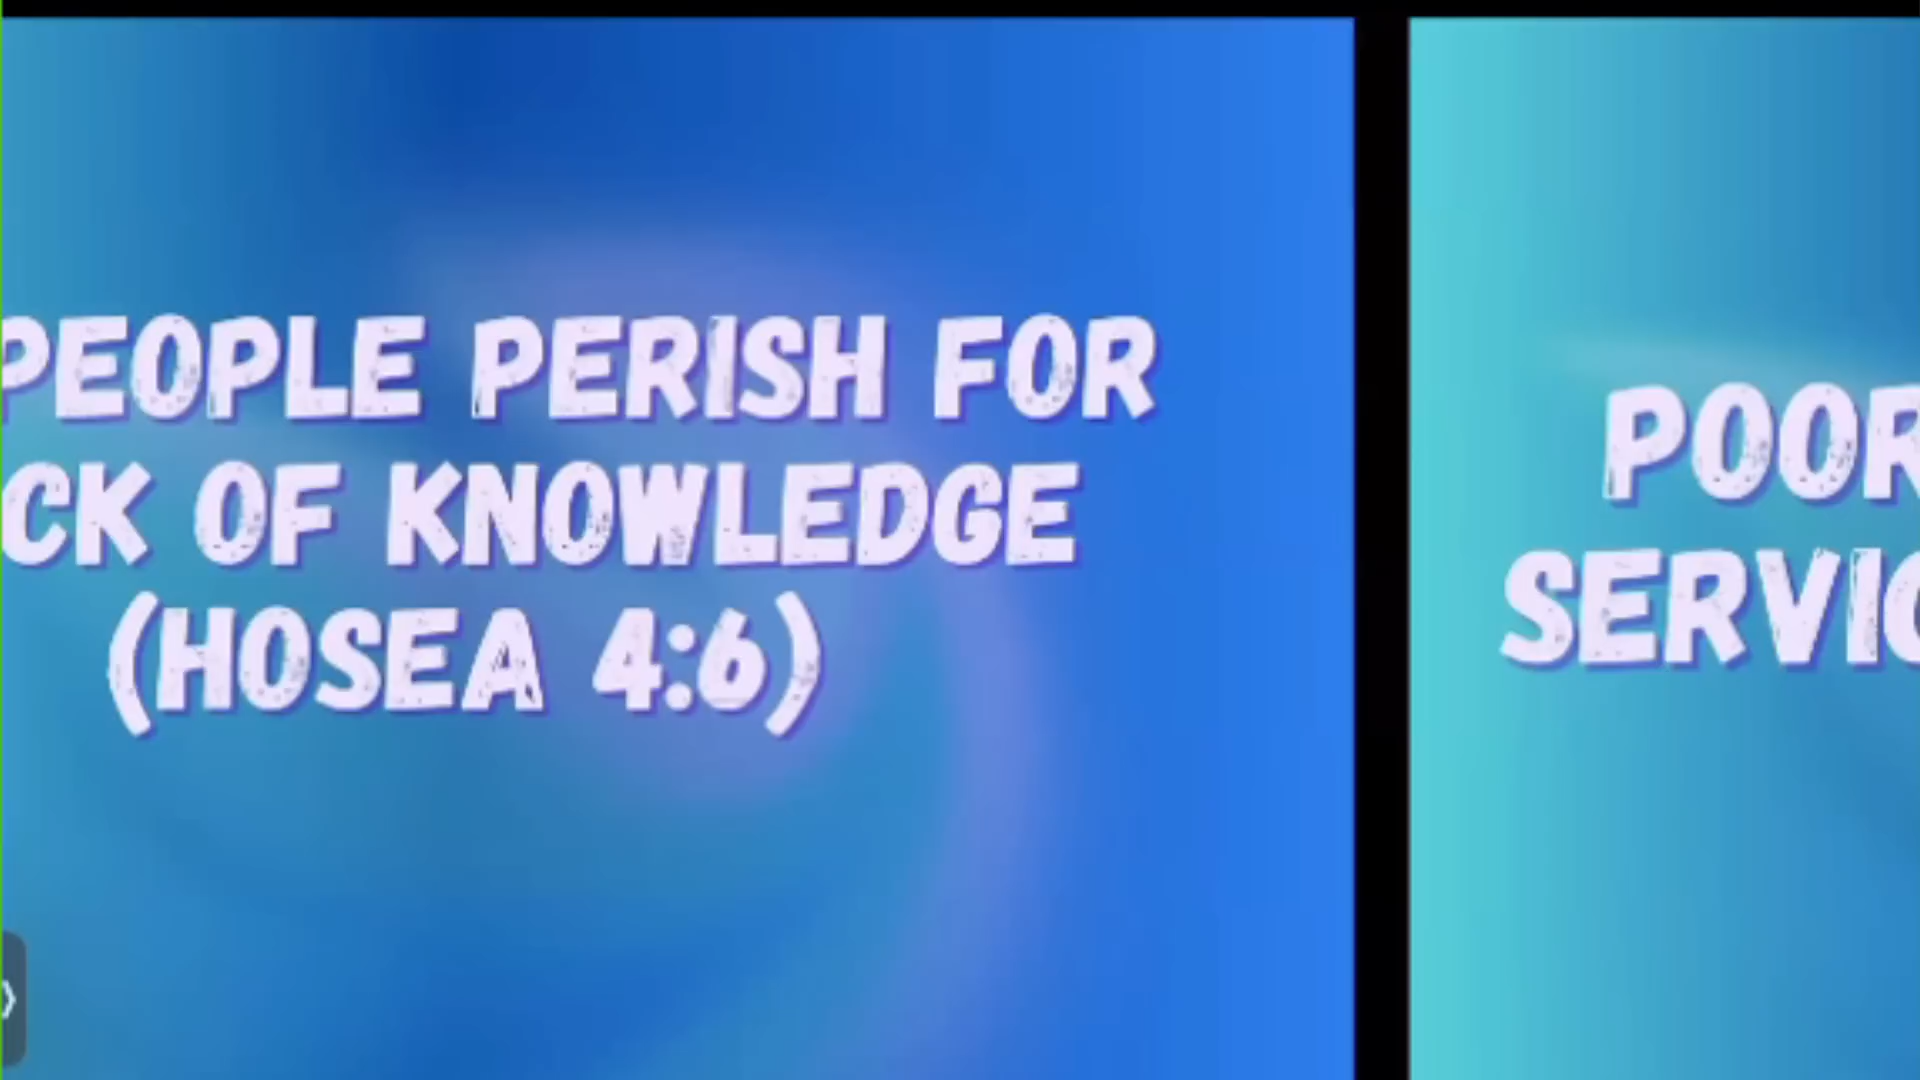 PEOPLE PERISH FOR
CK OF KNOWLEDGE
(HOSEA 4:6)
POOR
SERVIC